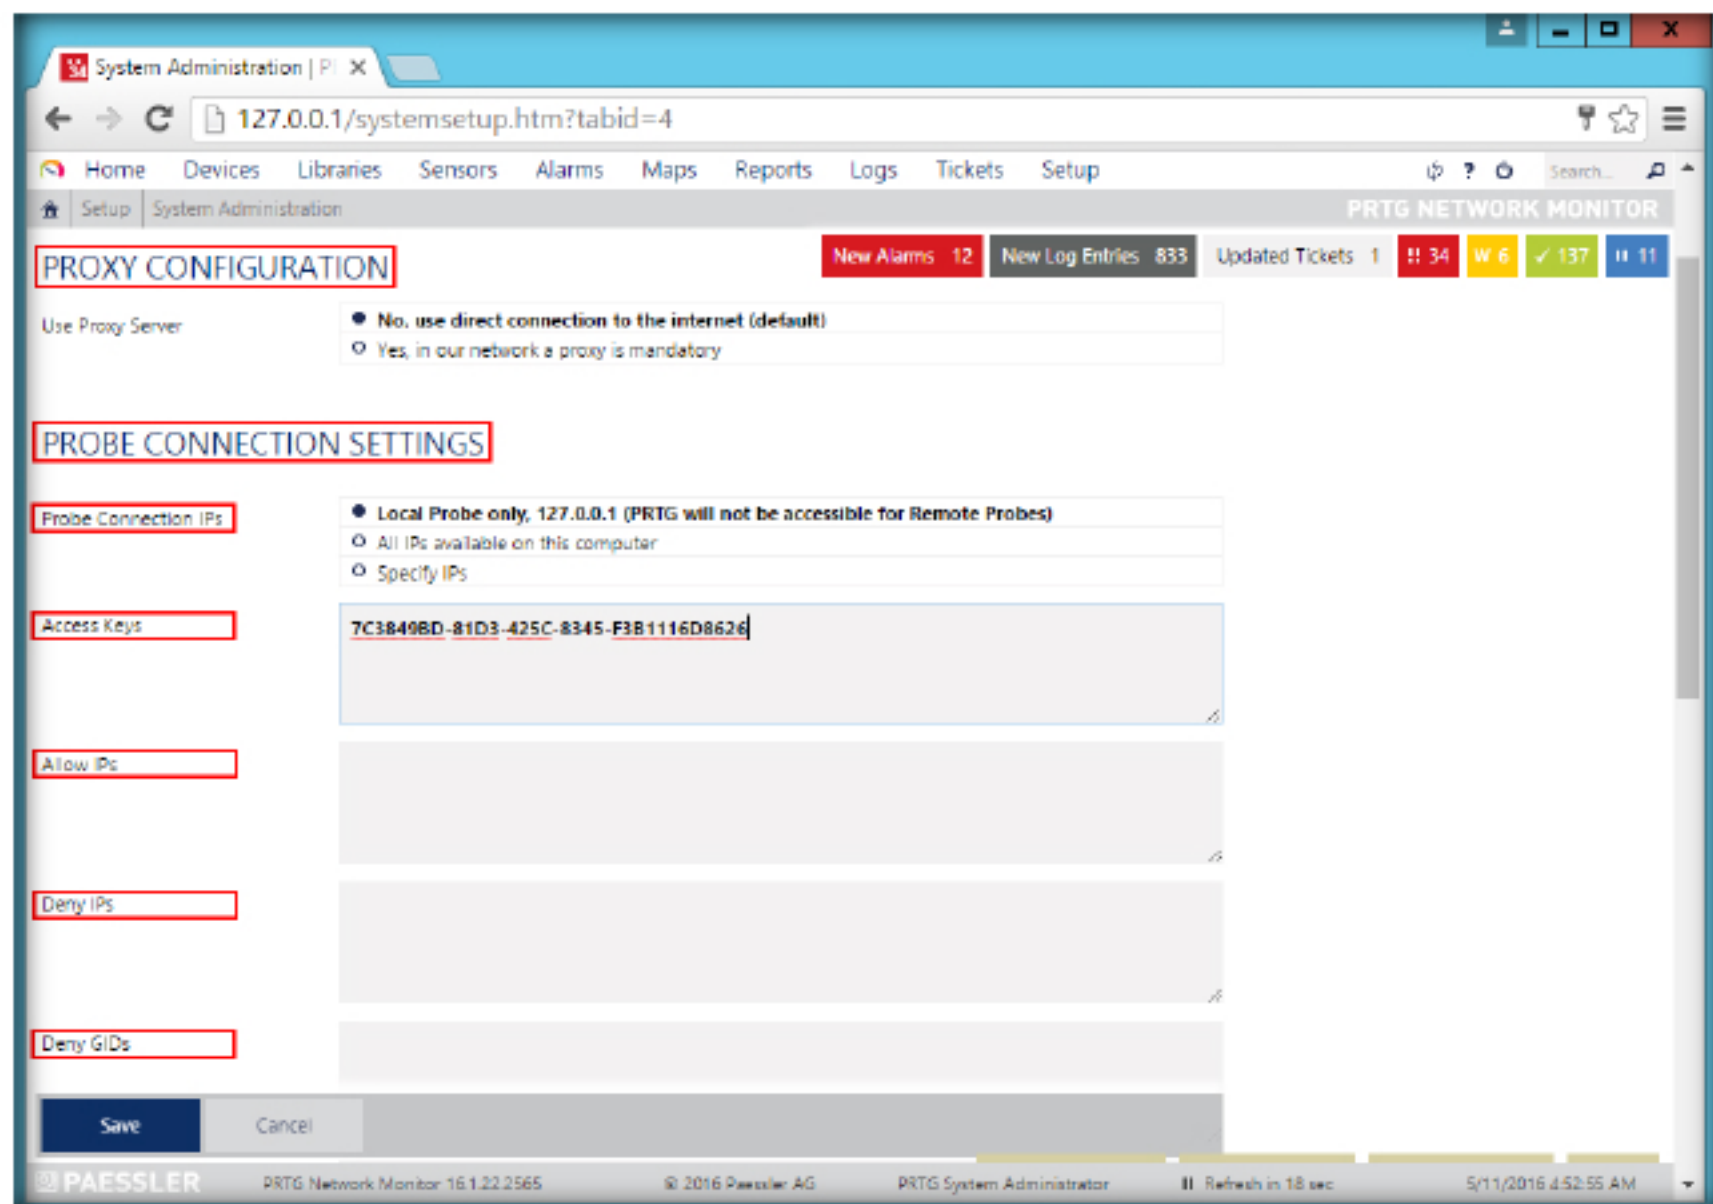 System Administration | P
127.0.0.1/systemsetup.htm?tabid=4
Home Devices Libraries Sensors Alarms Maps Reports Logs Tickets Setup ? Search...
Setup System Administration PRTG NETWORK MONITOR
PROXY CONFIGURATION New Alarms 12 New Log Entries 833 Updated Tickets 1 !! 34 W 6 ✓ 137 II 11
Use Proxy Server
No, use direct connection to the internet (default)
Yes, in our network a proxy is mandatory
PROBE CONNECTION SETTINGS
Probe Connection IPs
Local Probe only, 127.0.0.1 (PRTG will not be accessible for Remote Probes)
All IPs available on this computer
Specify IPs
Access Keys
7C3849BD-81D3-425C-8345-F3B1116D8626
Allow IPs
Deny IPs
Deny GIDs
Save Cancel
PAESSLER PRTG Network Monitor 16.1.22.2565 © 2016 Paessler AG PRTG System Administrator II Refresh in 18 sec 5/11/2016 4:52:55 AM